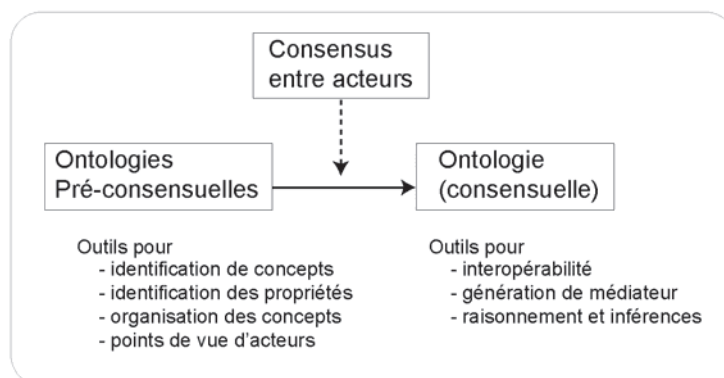 Consensus
entre acteurs
Ontologies
Pré-consensuelles
Ontologie
(consensuelle)
Outils pour
- identification de concepts
- identification des propriétés
- organisation des concepts
- points de vue d'acteurs
Outils pour
- interopérabilité
- génération de médiateur
- raisonnement et inférences